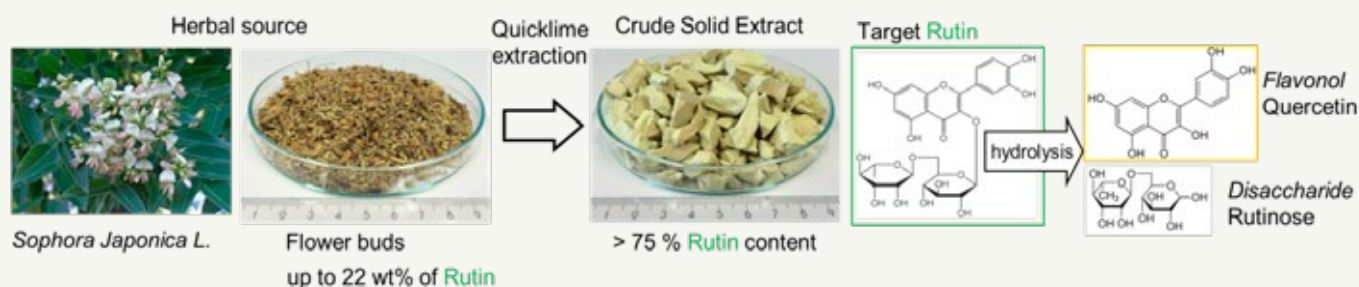 Herbal source
Sophora Japonica L.
Flower buds
up to 22 wt% of Rutin
Quicklime
extraction
Crude Solid Extract
> 75 % Rutin content
Target Rutin
hydrolysis
Flavonol
Quercetin
Disaccharide
Rutinose